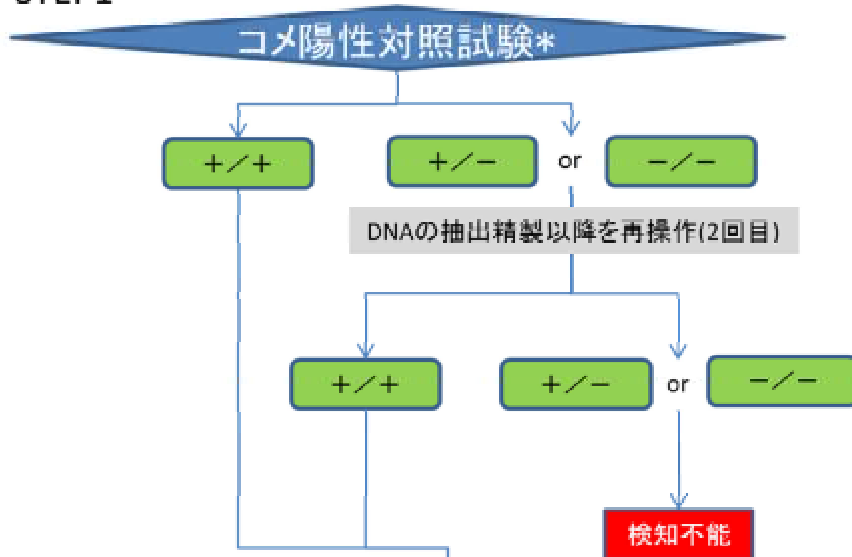 STEP1
コメ陽性対照試験*
+/+
+/-
or
-/-
DNAの抽出精製以降を再操作(2回目)
+/+
+/-
or
-/-
検知不能